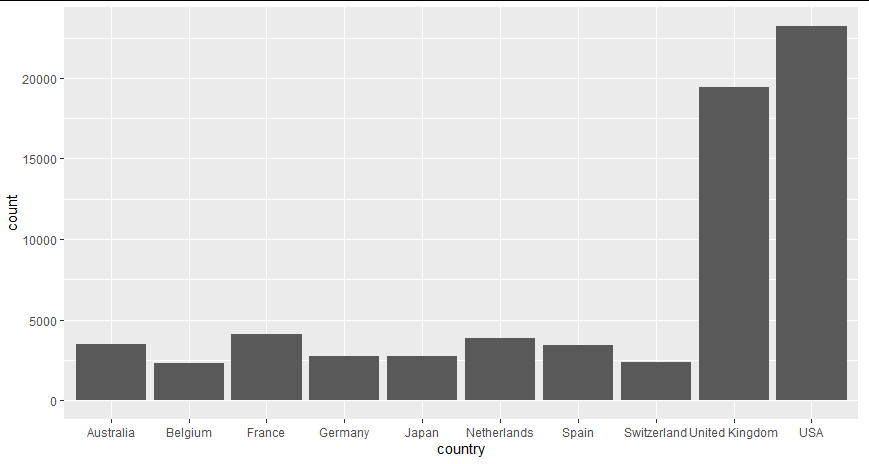 20000
15000
10000
5000
0
count
Australia Belgium France Germany Japan Netherlands Spain Switzerland United Kingdom USA
country